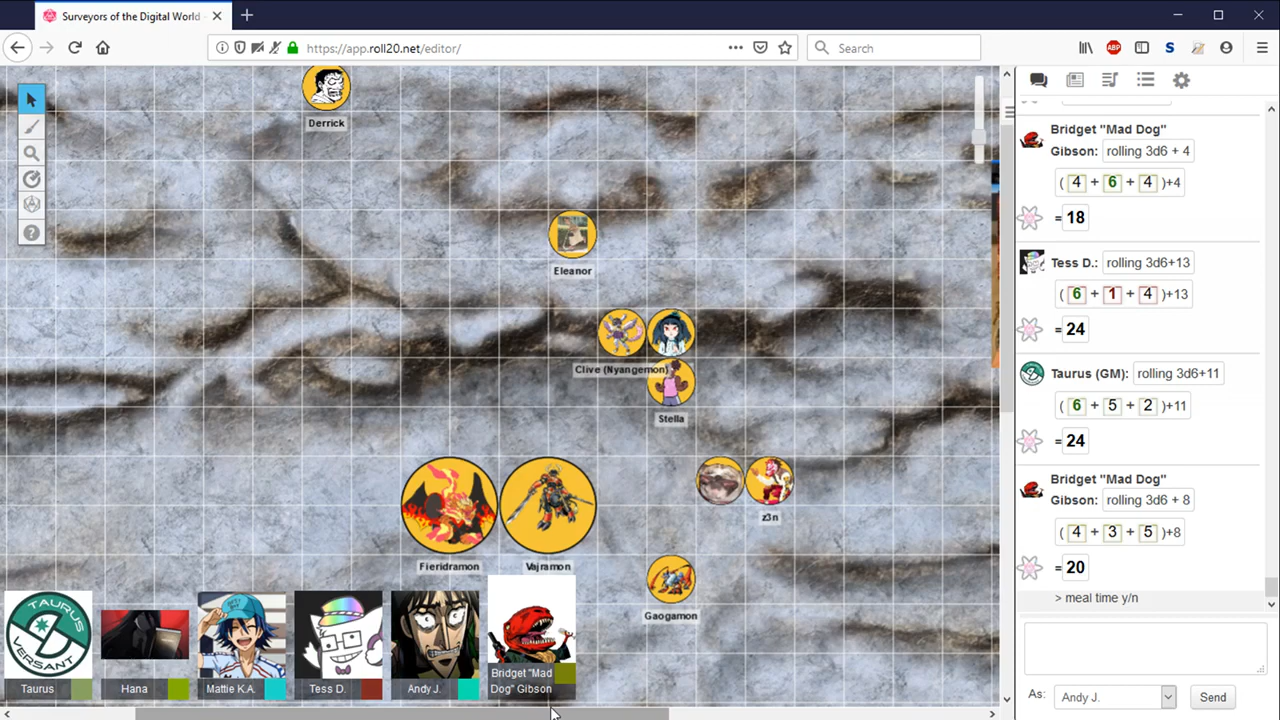 Surveyors of the Digital World
https://app.roll20.net/editor/
Search
ABP
S
Derrick
Eleanor
Clive (Nyangemon)
Stella
z3n
Fieridramon
Vajramon
Gaogamon
TAURUS
VERSANT
Taurus
Hana
Mattie K.A.
Tess D.
Andy J.
Bridget "Mad
Dog" Gibson
Bridget "Mad Dog"
Gibson: rolling 3d6 + 4
( 4 + 6 + 4 )+4
= 18
Tess D.: rolling 3d6+13
( 6 + 1 + 4 )+13
= 24
Taurus (GM): rolling 3d6+11
( 6 + 5 + 2 )+11
= 24
Bridget "Mad Dog"
Gibson: rolling 3d6 + 8
( 4 + 3 + 5 )+8
= 20
> meal time y/n
As: Andy J. Send